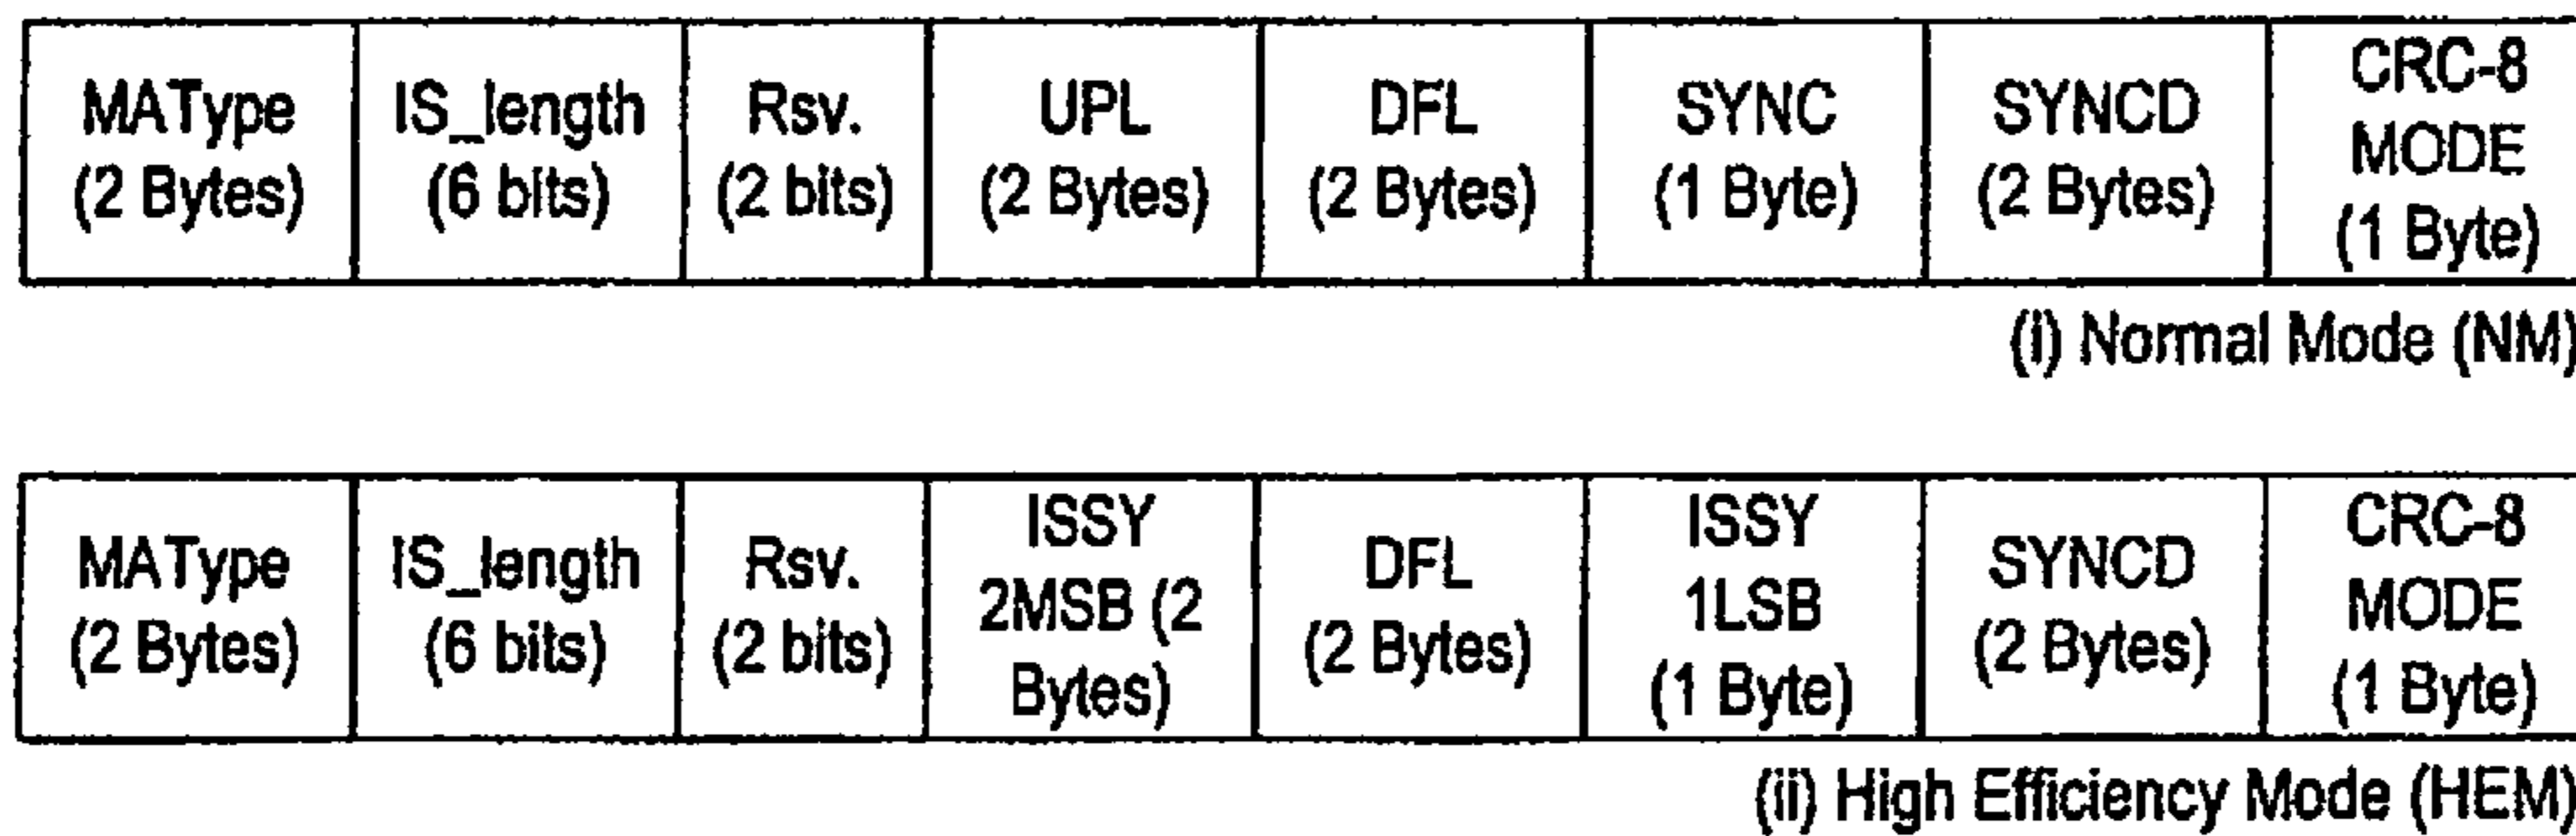 MAType (2 Bytes)
IS_length (6 bits)
Rsv. (2 bits)
UPL (2 Bytes)
DFL (2 Bytes)
SYNC (1 Byte)
SYNCD (2 Bytes)
CRC-8 MODE (1 Byte)
(i) Normal Mode (NM)
MAType (2 Bytes)
IS_length (6 bits)
Rsv. (2 bits)
ISSY 2MSB (2 Bytes)
DFL (2 Bytes)
ISSY 1LSB (1 Byte)
SYNCD (2 Bytes)
CRC-8 MODE (1 Byte)
(ii) High Efficiency Mode (HEM)